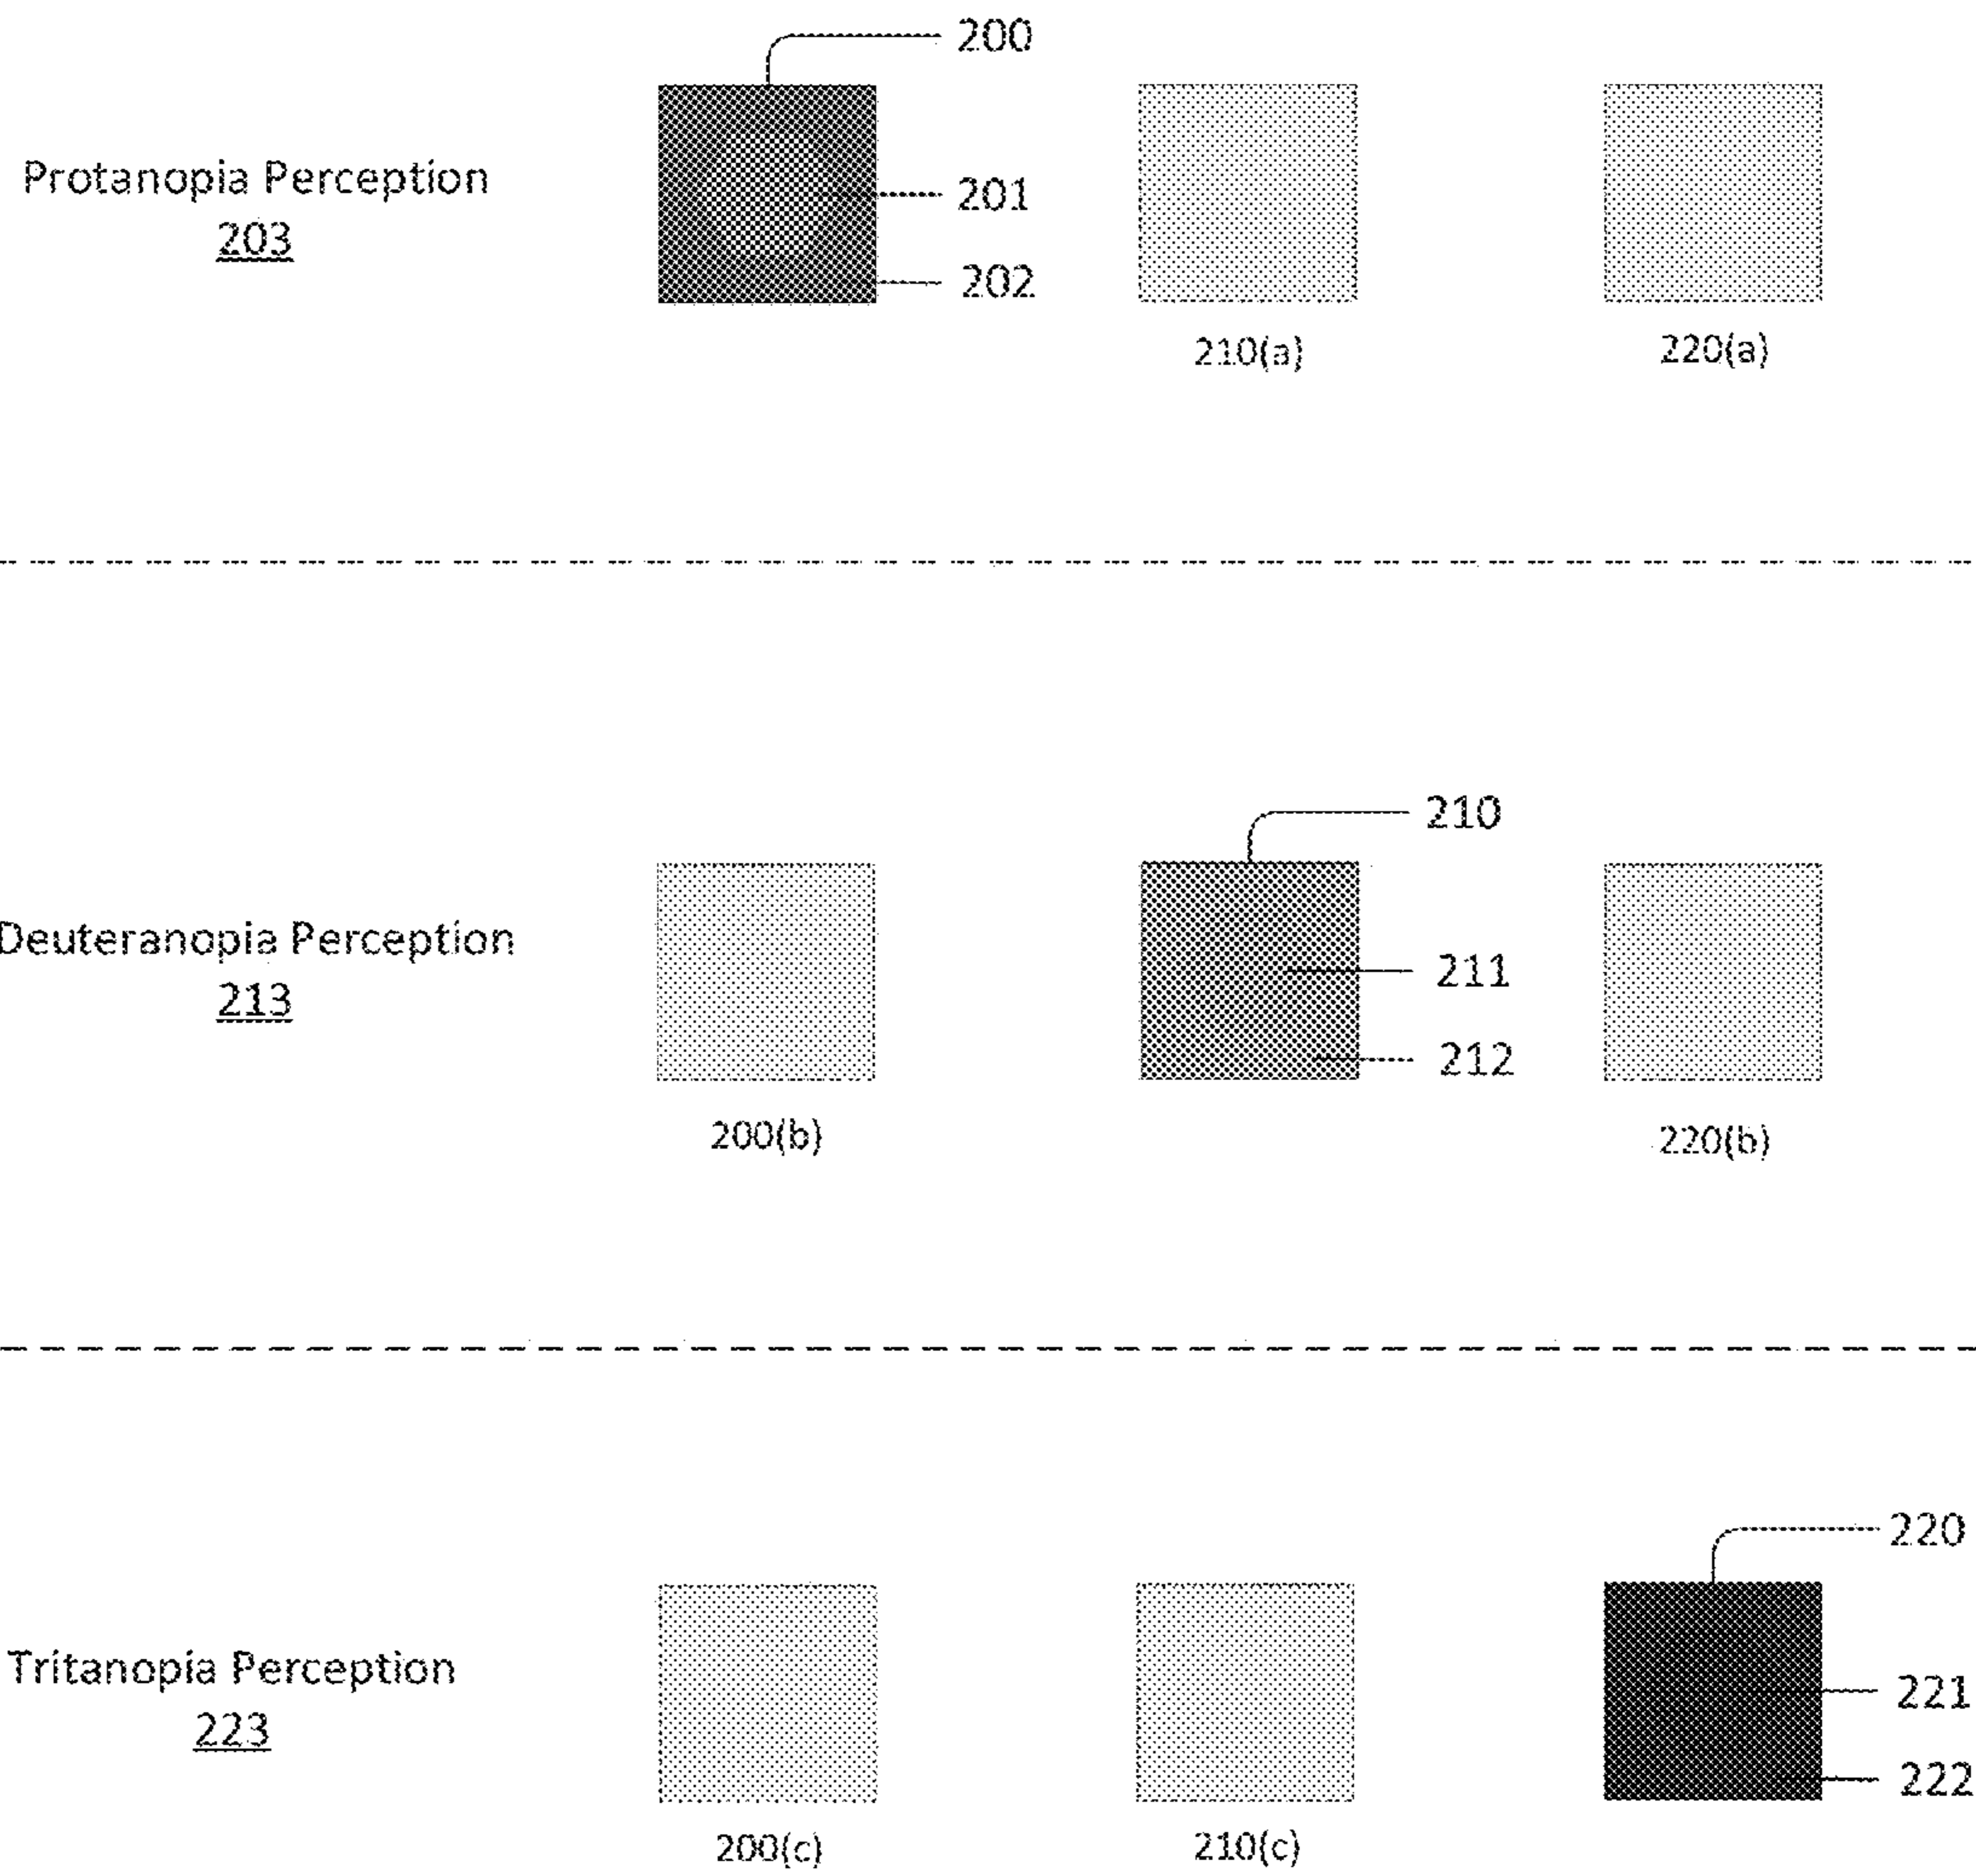 200
Protanopia Perception
203
201
202
210(a)
220(a)
210
Deuteranopia Perception
213
211
212
200(b)
220(b)
220
Tritanopia Perception
223
221
222
200(c)
210(c)